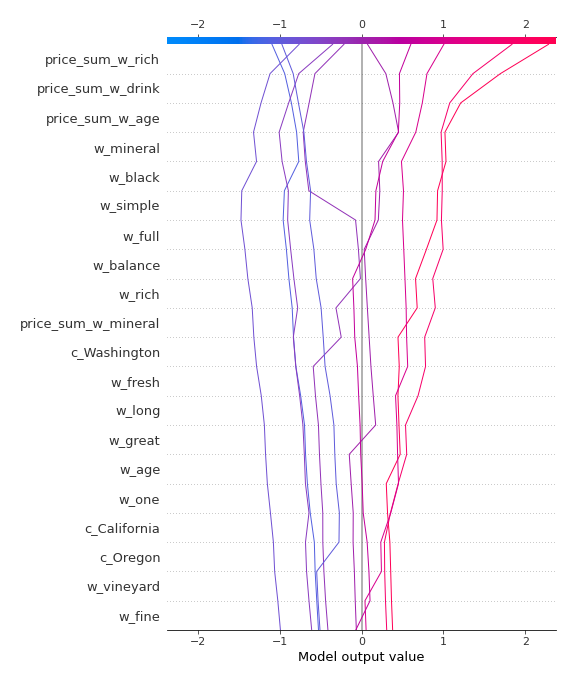 −2 −1 0 1 2
price_sum_w_rich
price_sum_w_drink
price_sum_w_age
w_mineral
w_black
w_simple
w_full
w_balance
w_rich
price_sum_w_mineral
c_Washington
w_fresh
w_long
w_great
w_age
w_one
c_California
c_Oregon
w_vineyard
w_fine
−2 −1 0 1 2
Model output value